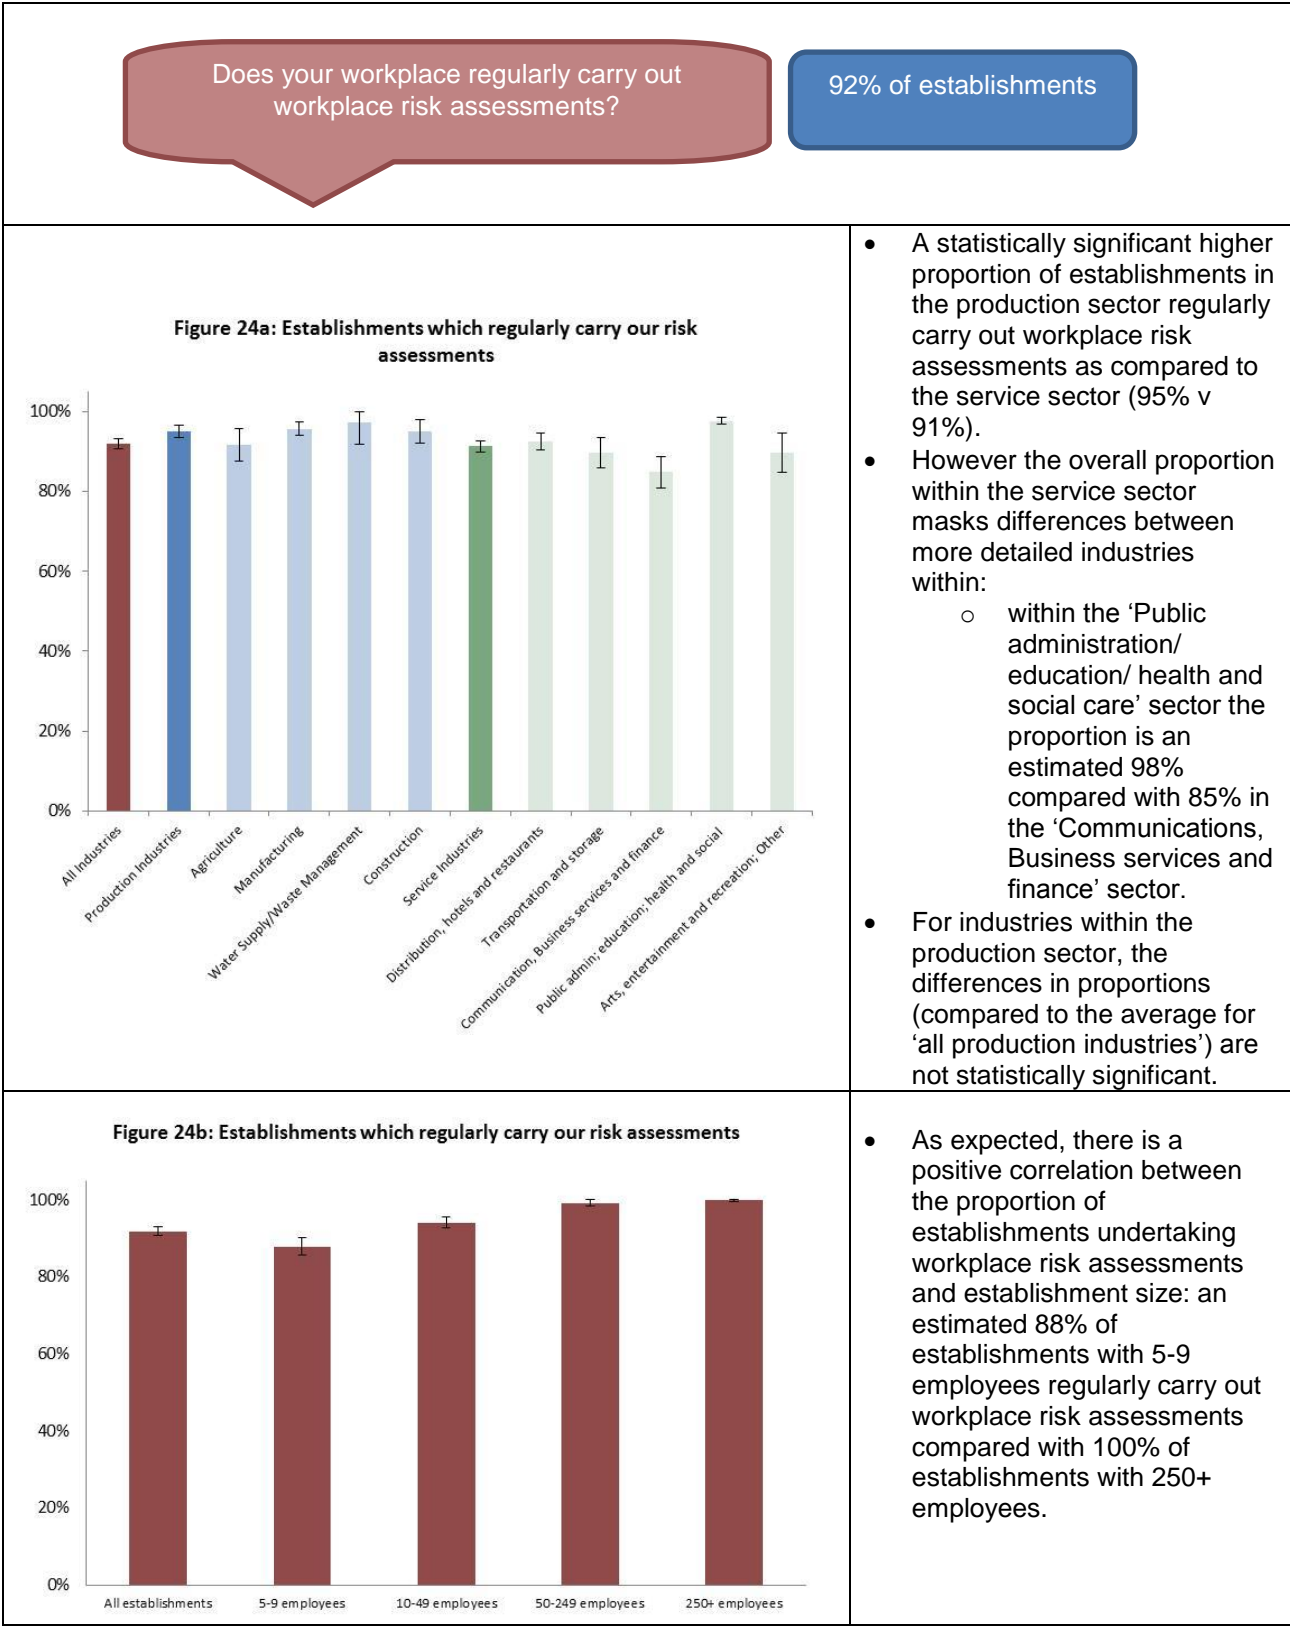 Does your workplace regularly carry out
workplace risk assessments?
92% of establishments
Figure 24a: Establishments which regularly carry our risk
assessments
100%
80%
60%
40%
20%
0%
All Industries
Production Industries
Agriculture
Manufacturing
Water Supply/Waste Management
Construction
Service Industries
Distribution, hotels and restaurants
Transportation and storage
Communication, Business services and finance
Public admin; education; health and social
Arts, entertainment and recreation; Other
• A statistically significant higher
proportion of establishments in
the production sector regularly
carry out workplace risk
assessments as compared to
the service sector (95% v
91%).
• However the overall proportion
within the service sector
masks differences between
more detailed industries
within:
o within the ‘Public
administration/
education/ health and
social care’ sector the
proportion is an
estimated 98%
compared with 85% in
the ‘Communications,
Business services and
finance’ sector.
• For industries within the
production sector, the
differences in proportions
(compared to the average for
‘all production industries’) are
not statistically significant.
Figure 24b: Establishments which regularly carry our risk assessments
100%
80%
60%
40%
20%
0%
All establishments
5-9 employees
10-49 employees
50-249 employees
250+ employees
• As expected, there is a
positive correlation between
the proportion of
establishments undertaking
workplace risk assessments
and establishment size: an
estimated 88% of
establishments with 5-9
employees regularly carry out
workplace risk assessments
compared with 100% of
establishments with 250+
employees.